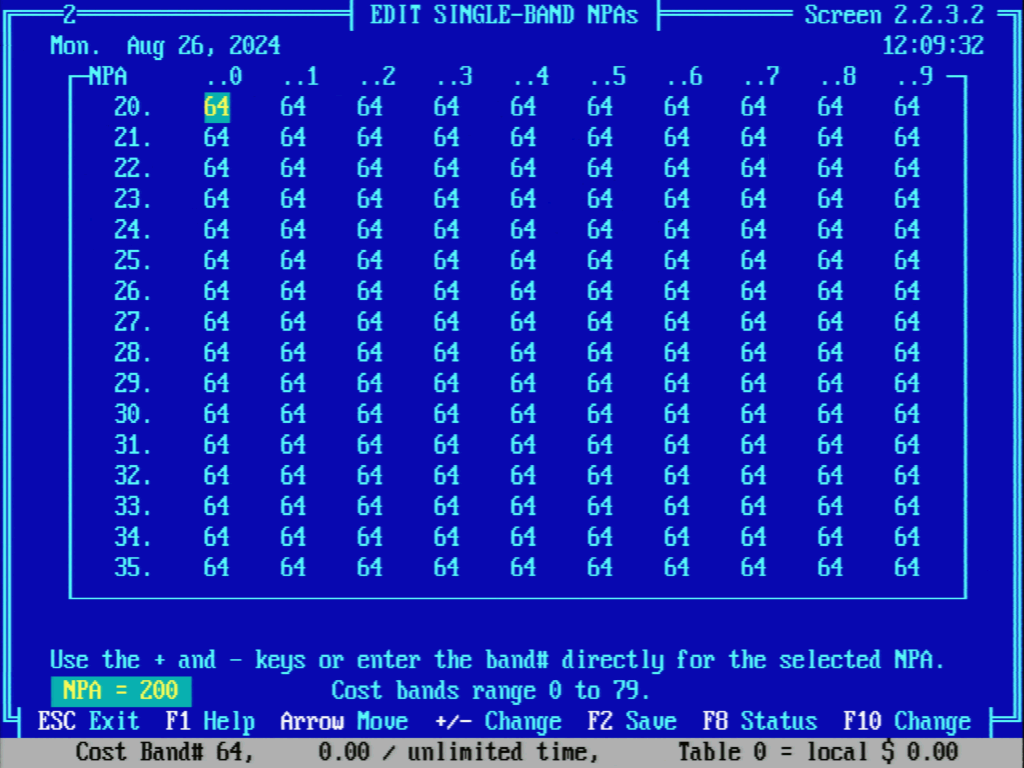 2 EDIT SINGLE-BAND NPAs Screen 2.2.3.2
Mon. Aug 26, 2024 12:09:32
NPA ..0 ..1 ..2 ..3 ..4 ..5 ..6 ..7 ..8 ..9
20. 64 64 64 64 64 64 64 64 64 64
21. 64 64 64 64 64 64 64 64 64 64
22. 64 64 64 64 64 64 64 64 64 64
23. 64 64 64 64 64 64 64 64 64 64
24. 64 64 64 64 64 64 64 64 64 64
25. 64 64 64 64 64 64 64 64 64 64
26. 64 64 64 64 64 64 64 64 64 64
27. 64 64 64 64 64 64 64 64 64 64
28. 64 64 64 64 64 64 64 64 64 64
29. 64 64 64 64 64 64 64 64 64 64
30. 64 64 64 64 64 64 64 64 64 64
31. 64 64 64 64 64 64 64 64 64 64
32. 64 64 64 64 64 64 64 64 64 64
33. 64 64 64 64 64 64 64 64 64 64
34. 64 64 64 64 64 64 64 64 64 64
35. 64 64 64 64 64 64 64 64 64 64
Use the + and - keys or enter the band# directly for the selected NPA.
NPA = 200 Cost bands range 0 to 79.
ESC Exit F1 Help Arrow Move +/- Change F2 Save F8 Status F10 Change
Cost Band# 64, 0.00 / unlimited time, Table 0 = local $ 0.00